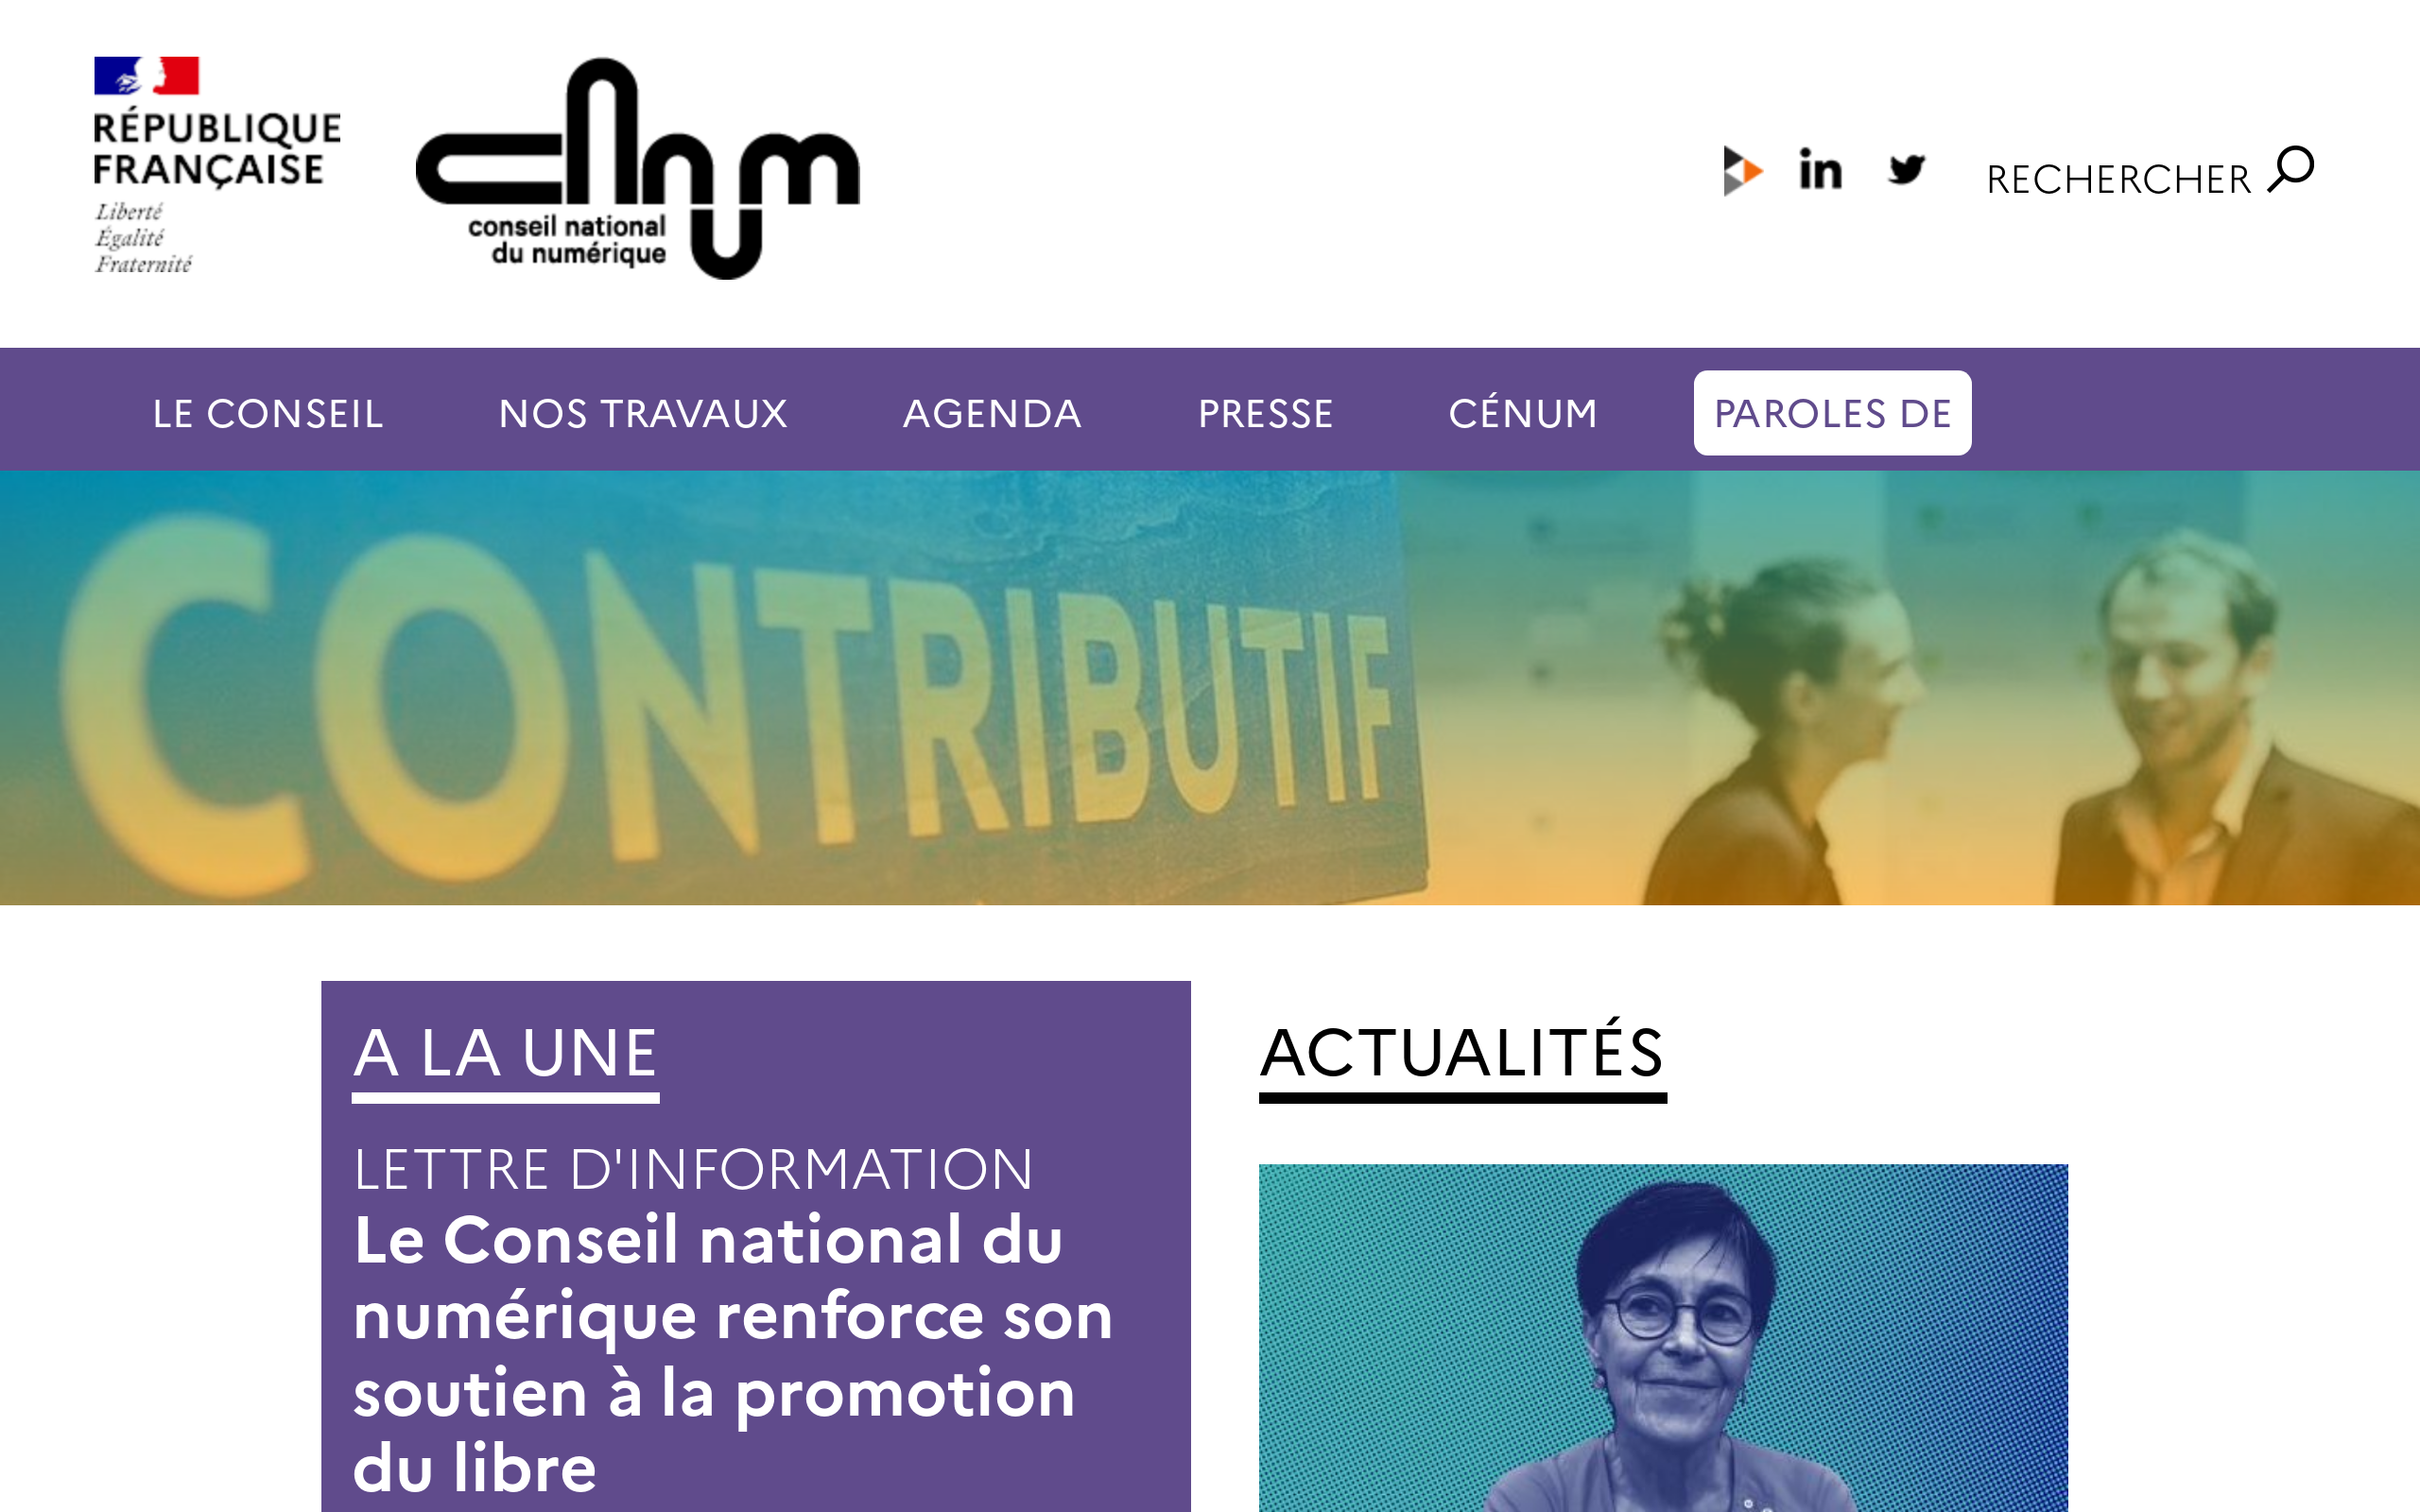 RÉPUBLIQUE
FRANÇAISE
Liberté
Égalité
Fraternité
cnnum
conseil national
du numérique
in
RECHERCHER
LE CONSEIL
NOS TRAVAUX
AGENDA
PRESSE
CÉNUM
PAROLES DE
CONTRIBUTIF
A LA UNE
LETTRE D'INFORMATION
Le Conseil national du
numérique renforce son
soutien à la promotion
du libre
ACTUALITÉS